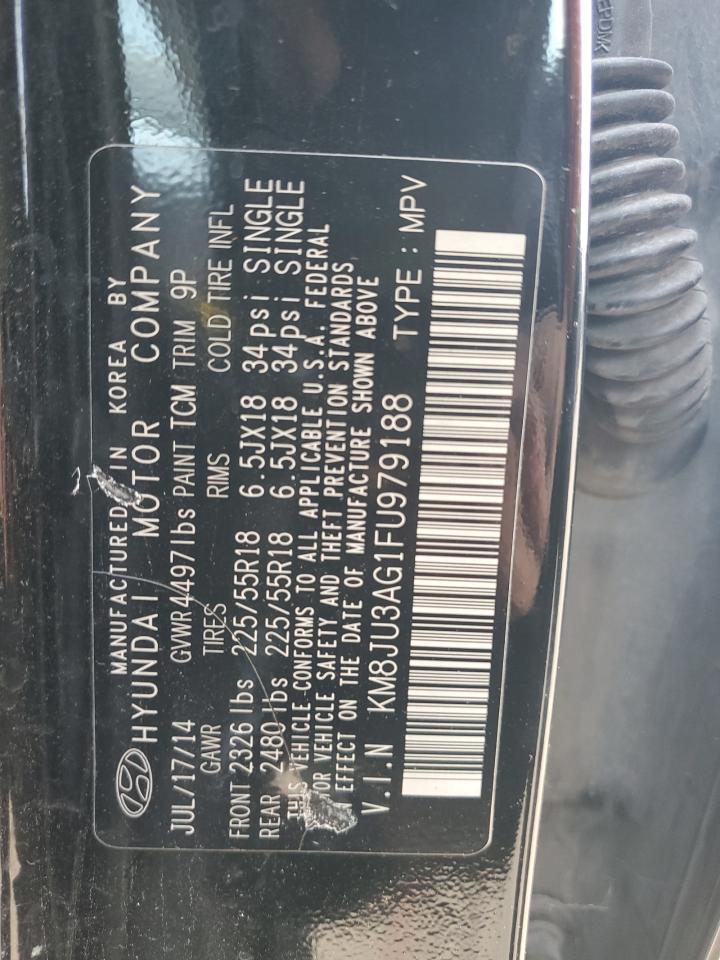 MANUFACTURED IN KOREA BY
HYUNDAI MOTOR COMPANY
JUL/17/14 GVWR 4497lbs PAINT TCM TRIM 9P
GAWR TIRES RIMS COLD TIRE INFL
FRONT 2326 lbs 225/55R18 6.5JX18 34psi SINGLE
REAR 2480 lbs 225/55R18 6.5JX18 34psi SINGLE
THIS VEHICLE CONFORMS TO ALL APPLICABLE U.S.A. FEDERAL
MOTOR VEHICLE SAFETY AND THEFT PREVENTION STANDARDS
EFFECT ON THE DATE OF MANUFACTURE SHOWN ABOVE
V.I.N KM8JU3AG1FU979188 TYPE : MPV